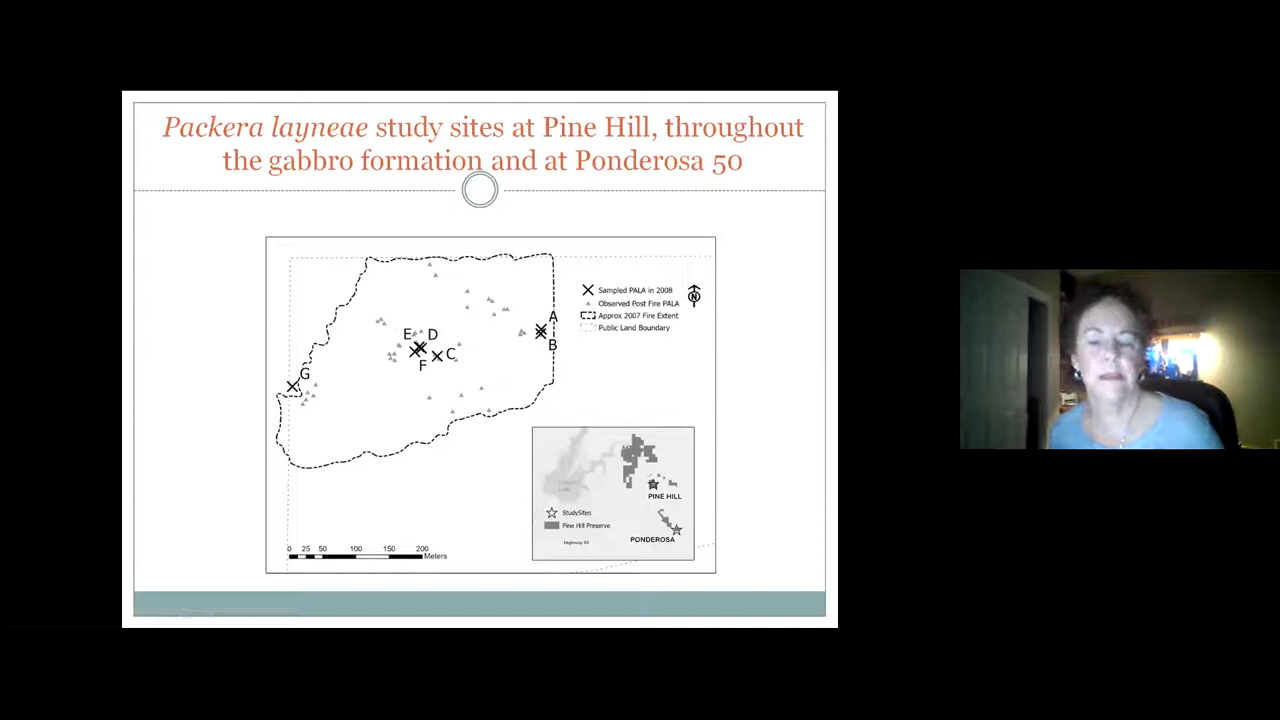 Packera layneae study sites at Pine Hill, throughout
the gabbro formation and at Ponderosa 50
Sampled PALA in 2008
Observed Post Fire PALA
Approx 2007 Fire Extent
Public Land Boundary
N
A
B
E D
C
F
G
PINE HILL
StudySites
Pine Hill Preserve
PONDEROSA
Highway 50
0 25 50 100 150 200
Meters